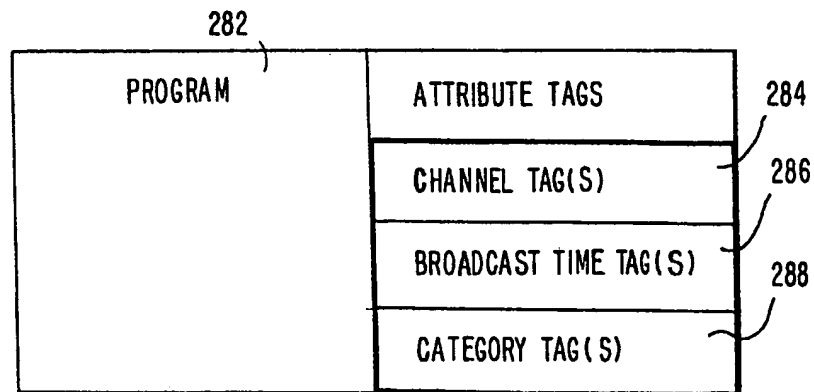 282
PROGRAM
ATTRIBUTE TAGS
284
CHANNEL TAG(S)
286
BROADCAST TIME TAG(S)
288
CATEGORY TAG(S)